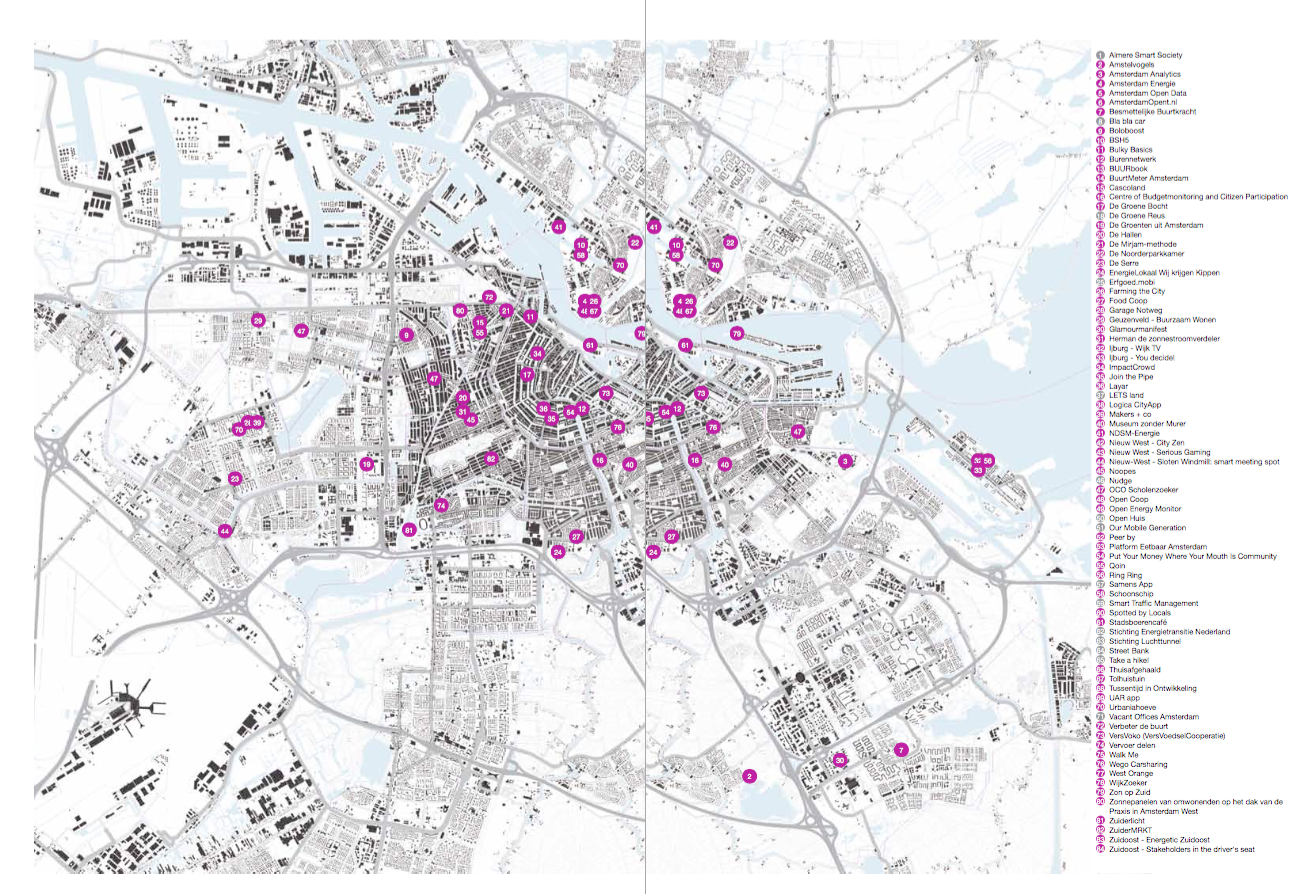 41
41
10
22
10
22
58
58
70
70
72
4 26
4 26
80
21
67
67
29
15
11
47
55
9
79
79
61
61
34
47
17
20
73
73
31
36
54 12
54 12
45
35
39
76
76
47
70
82
19
16
40
16
40
3
56
33
23
74
44
81
27
27
24
24
7
30
2
1 Almere Smart Society
2 Amstelvogels
3 Amsterdam Analytics
4 Amsterdam Energie
5 Amsterdam Open Data
6 AmsterdamOpent.nl
7 Besmettelijke Buurtkracht
8 Bla bla car
9 Boloboost
10 BSH5
11 Bulky Basics
12 Burennetwerk
13 BUURbook
14 BuurtMeter Amsterdam
15 Cascoland
16 Centre of Budgetmonitoring and Citizen Participation
17 De Groene Bocht
18 De Groene Reus
19 De Groenten uit Amsterdam
20 De Hallen
21 De Mirjam-methode
22 De Noorderparkkamer
23 De Serre
24 EnergieLokaal Wij krijgen Kippen
25 Erfgoed.mobi
26 Farming the City
27 Food Coop
28 Garage Notweg
29 Geuzenveld - Buurzaam Wonen
30 Glamourmanifest
31 Herman de zonnestroomverdeler
32 Ijburg - Wijk TV
33 Ijburg - You decide!
34 ImpactCrowd
35 Join the Pipe
36 Layar
37 LETS land
38 Logica CityApp
39 Makers + co
40 Museum zonder Murer
41 NDSM-Energie
42 Nieuw West - City Zen
43 Nieuw West - Serious Gaming
44 Nieuw-West - Sloten Windmill: smart meeting spot
45 Noopes
46 Nudge
47 OCO Scholenzoeker
48 Open Coop
49 Open Energy Monitor
50 Open Huis
51 Our Mobile Generation
52 Peer by
53 Platform Eetbaar Amsterdam
54 Put Your Money Where Your Mouth Is Community
55 Qoin
56 Ring Ring
57 Samens App
58 Schoonschip
59 Smart Traffic Management
60 Spotted by Locals
61 Stadsboerencafé
62 Stichting Energietransitie Nederland
63 Stichting Luchttunnel
64 Street Bank
65 Take a hike!
66 Thuisafgehaald
67 Tolhuistuin
68 Tussentijd in Ontwikkeling
69 UAR app
70 Urbaniahoeve
71 Vacant Offices Amsterdam
72 Verbeter de buurt
73 VersVoko (VersVoedselCooperatie)
74 Vervoer delen
75 Walk Me
76 Wego Carsharing
77 West Orange
78 WijkZoeker
79 Zon op Zuid
80 Zonnepanelen van omwonenden op het dak van de
Praxis in Amsterdam West
81 Zuiderlicht
82 ZuiderMRKT
83 Zuidoost - Energetic Zuidoost
84 Zuidoost - Stakeholders in the driver's seat